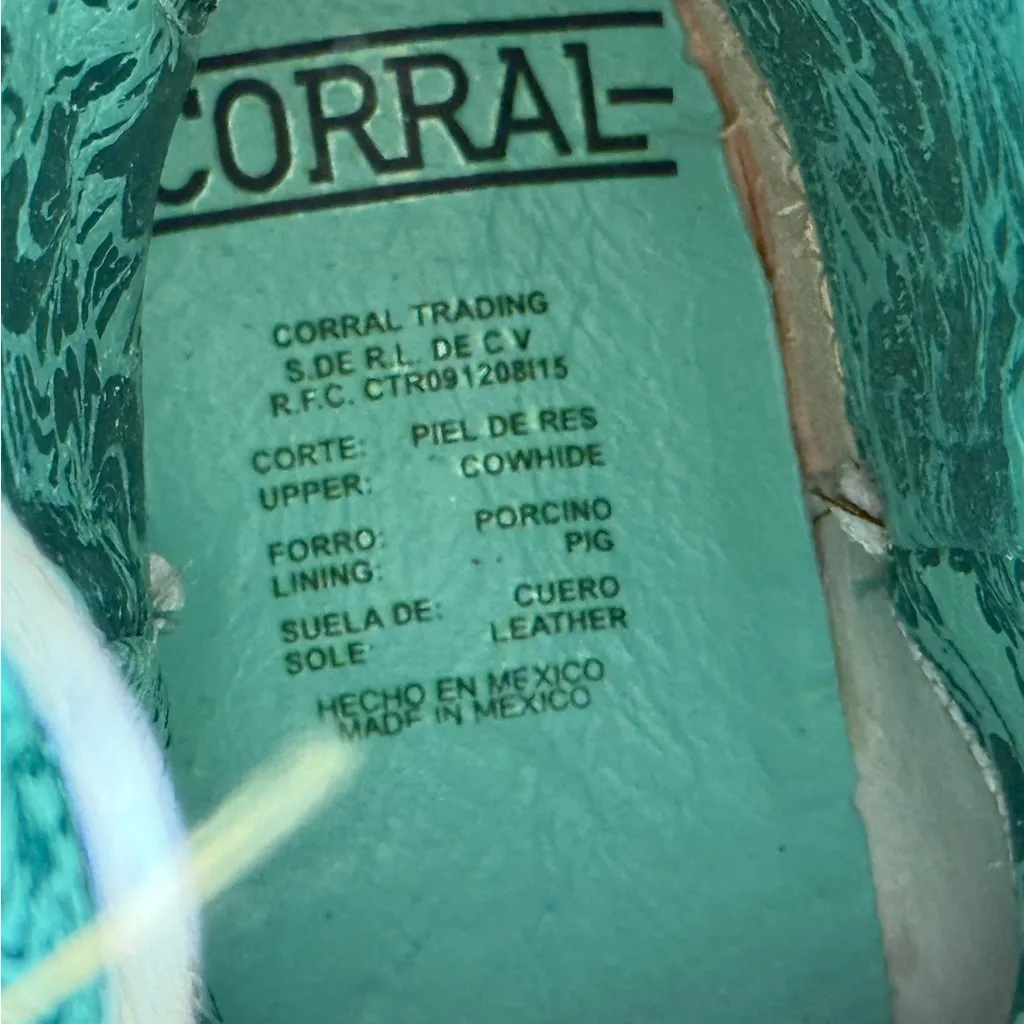 CORRAL
CORRAL TRADING
S.DE R.L. DE C V
R.F.C. CTR091208I15
CORTE: PIEL DE RES
UPPER: COWHIDE
FORRO: PORCINO
LINING: PIG
SUELA DE: CUERO
SOLE: LEATHER
HECHO EN MEXICO
MADE IN MEXICO